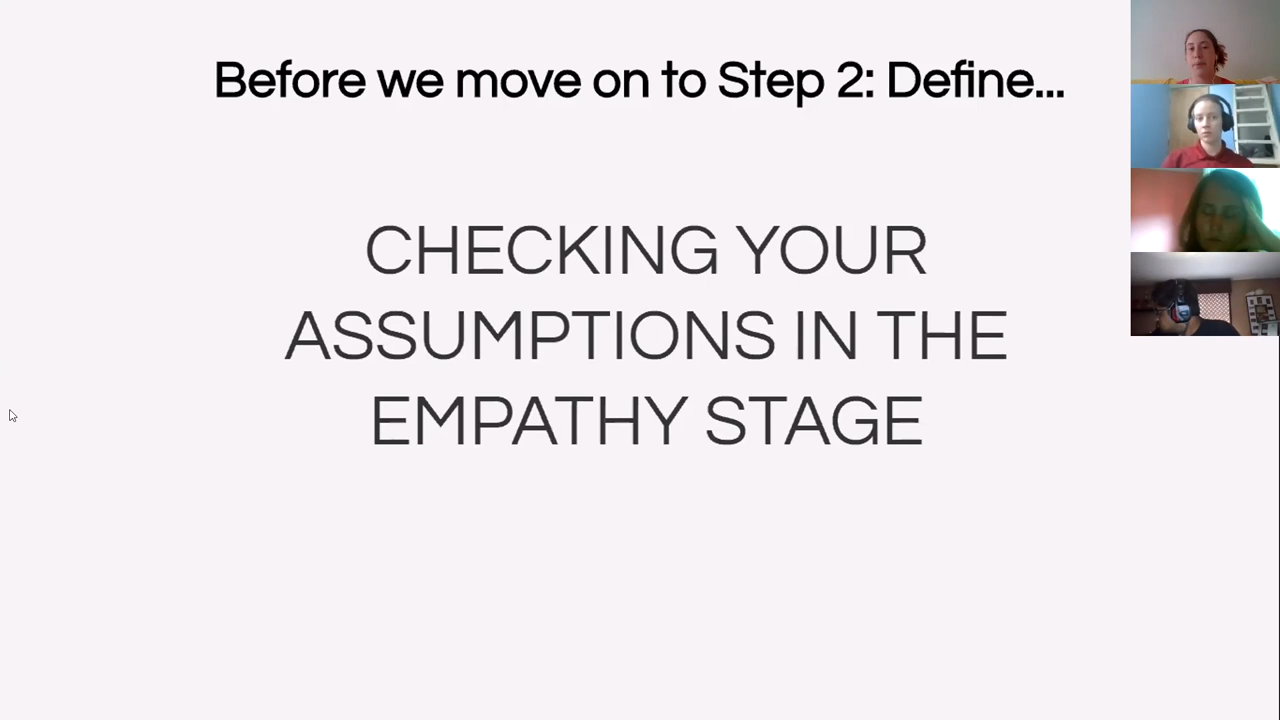 Before we move on to Step 2: Define...
CHECKING YOUR
ASSUMPTIONS IN THE
EMPATHY STAGE